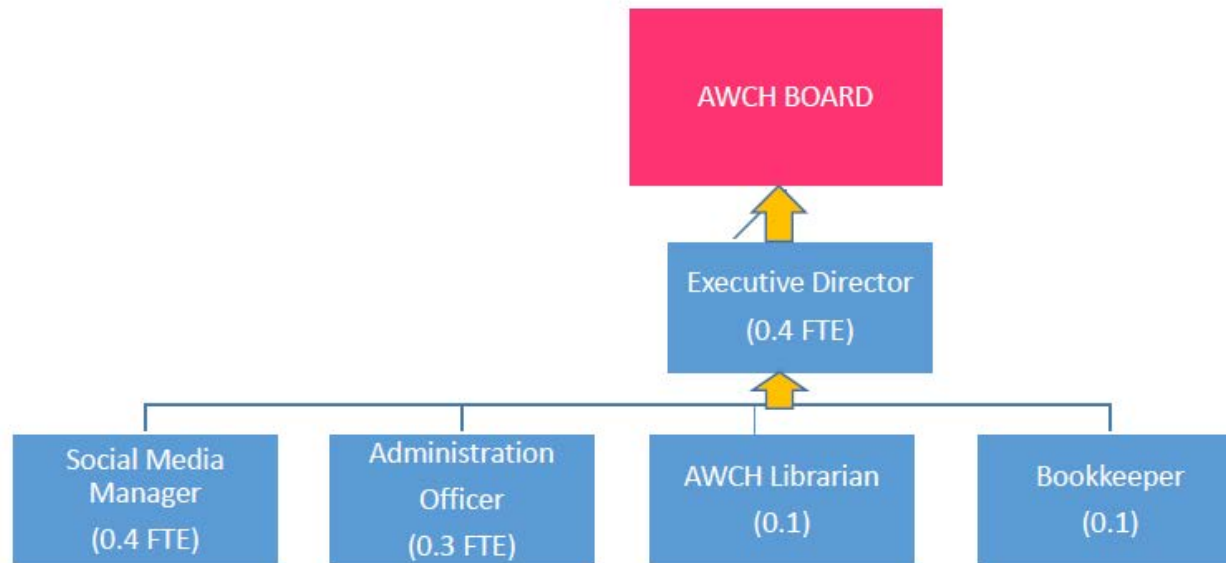 AWCH BOARD
Executive Director
(0.4 FTE)
Social Media
Manager
(0.4 FTE)
Administration
Officer
(0.3 FTE)
AWCH Librarian
(0.1)
Bookkeeper
(0.1)